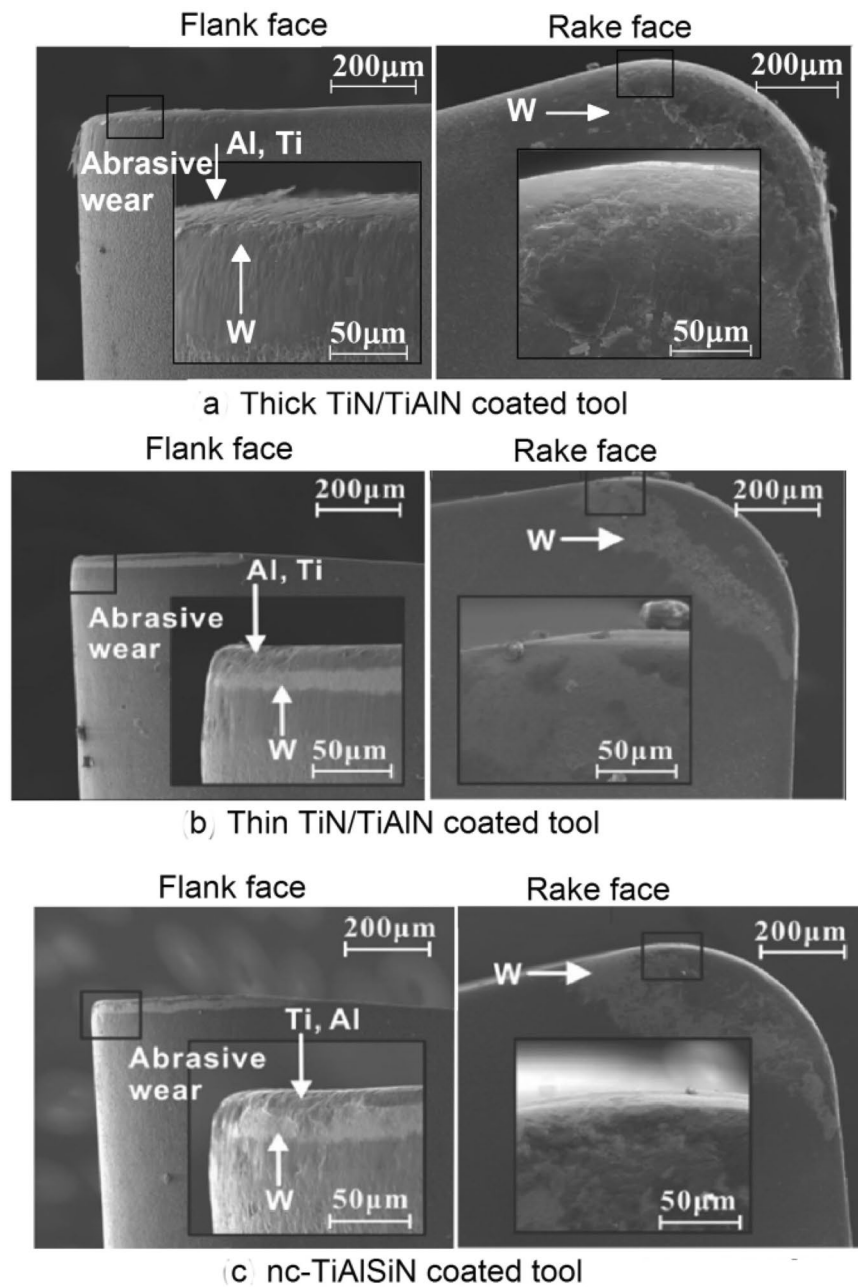 Flank face
Rake face
200µm
200µm
W
Al, Ti
Abrasive
wear
W
50µm
50µm
a Thick TiN/TiAlN coated tool
Flank face
Rake face
200µm
200µm
W
Al, Ti
Abrasive
wear
W
50µm
50µm
(b) Thin TiN/TiAlN coated tool
Flank face
Rake face
200µm
200µm
W
Ti, Al
Abrasive
wear
W
50µm
50µm
(c nc-TiAlSiN coated tool